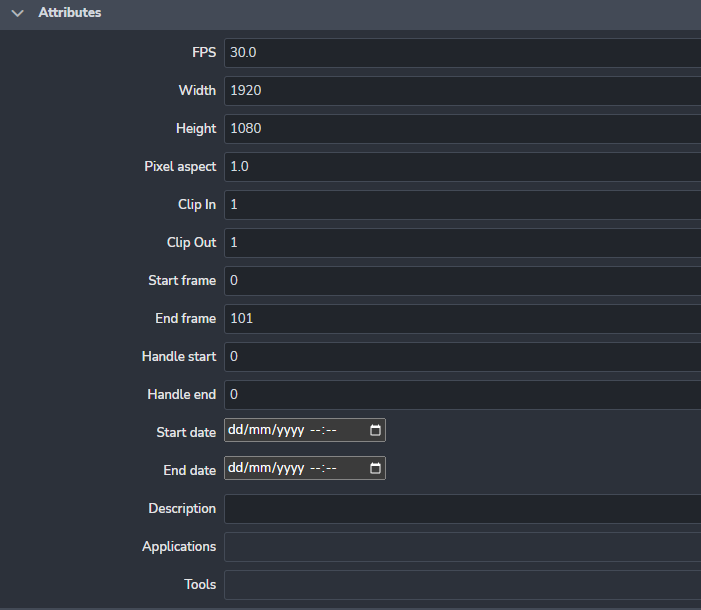 Attributes
FPS 30.0
Width 1920
Height 1080
Pixel aspect 1.0
Clip In 1
Clip Out 1
Start frame 0
End frame 101
Handle start 0
Handle end 0
Start date dd/mm/yyyy --:--
End date dd/mm/yyyy --:--
Description
Applications
Tools